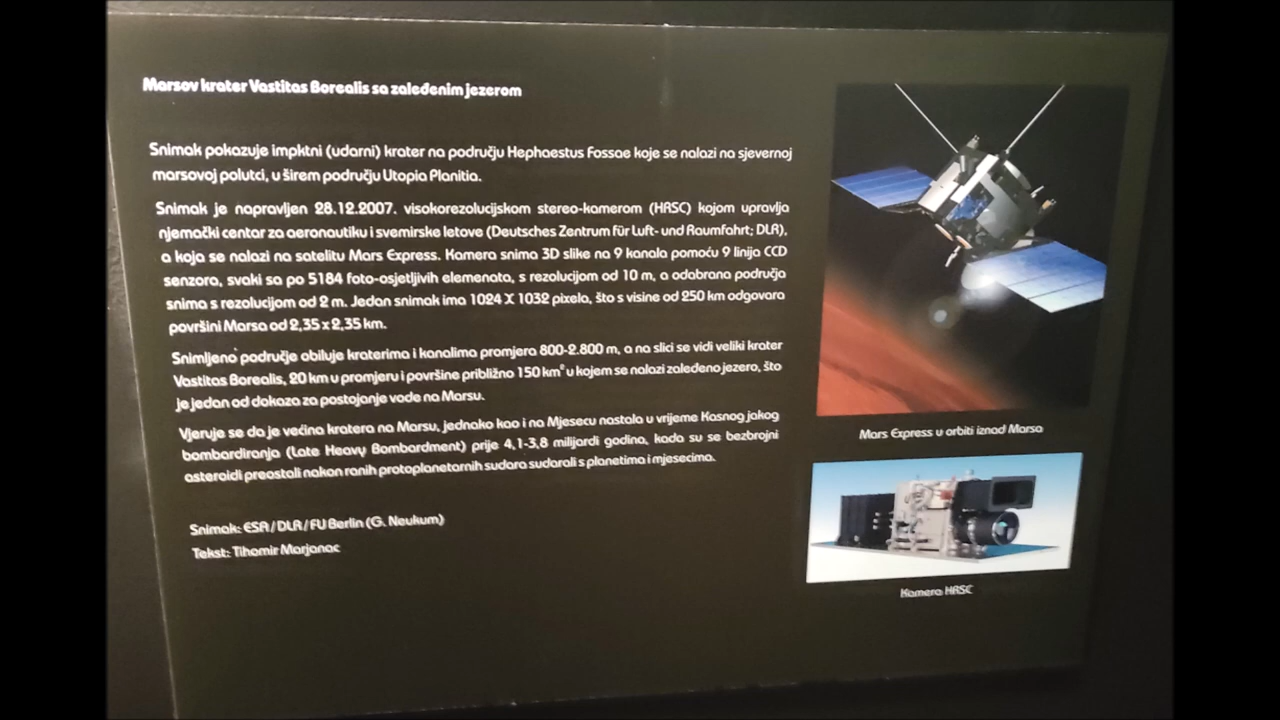 Marsov krater Vastitas Borealis sa zaleđenim jezerom
Snimak pokazuje impktni (udarni) krater na području Hephaestus Fossae koje se nalazi na sjevernoj
marsovoj polutci, u širem području Utopia Planitia.
Snimak je napravljen 28.12.2007. visokorezolucijskom stereo-kamerom (HRSC) kojom upravlja
njemački centar za aeronautiku i svemirske letove (Deutsches Zentrum für Luft- und Raumfahrt; DLR),
a koja se nalazi na satelitu Mars Express. Kamera snima 3D slike na 9 kanala pomoću 9 linija CCD
senzora, svaki sa po 5184 foto-osjetljivih elemenata, s rezolucijom od 10 m, a odabrana područja
snima s rezolucijom od 2 m. Jedan snimak ima 1024 X 1032 pixela, što s visine od 250 km odgovara
površini Marsa od 2,35 x 2,35 km.
Snimljeno područje obiluje kraterima i kanalima promjera 800-2.800 m, a na slici se vidi veliki krater
Vastitas Borealis, 20 km u promjeru i površine približno 150 km² u kojem se nalazi zaleđeno jezero, što
je jedan od dokaza za postojanje vode na Marsu.
Vjeruje se da je većina kratera na Marsu, jednako kao i na Mjesecu nastala u vrijeme Kasnog jakog
bombardiranja (Late Heavy Bombardment) prije 4,1-3,8 milijardi godina, kada su se bezbrojni
asteroidi preostali nakon ranih protoplanetarnih sudara sudarali s planetima i mjesecima.
Snimak: ESA / DLR / FU Berlin (G. Neukum)
Tekst: Tihomir Marjanac
Mars Express u orbiti iznad Marsa
Kamera HRSC